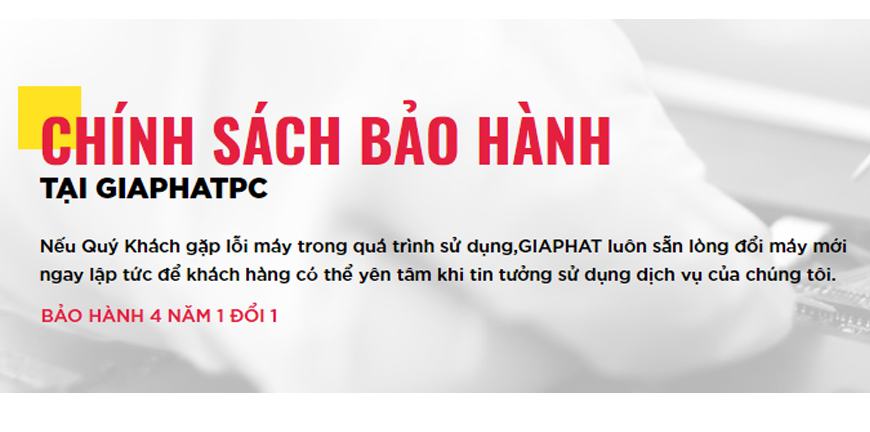 CHÍNH SÁCH BẢO HÀNH
TẠI GIAPHATPC
Nếu Quý Khách gặp lỗi máy trong quá trình sử dụng,GIAPHAT luôn sẵn lòng đổi máy mới
ngay lập tức để khách hàng có thể yên tâm khi tin tưởng sử dụng dịch vụ của chúng tôi.
BẢO HÀNH 4 NĂM 1 ĐỔI 1